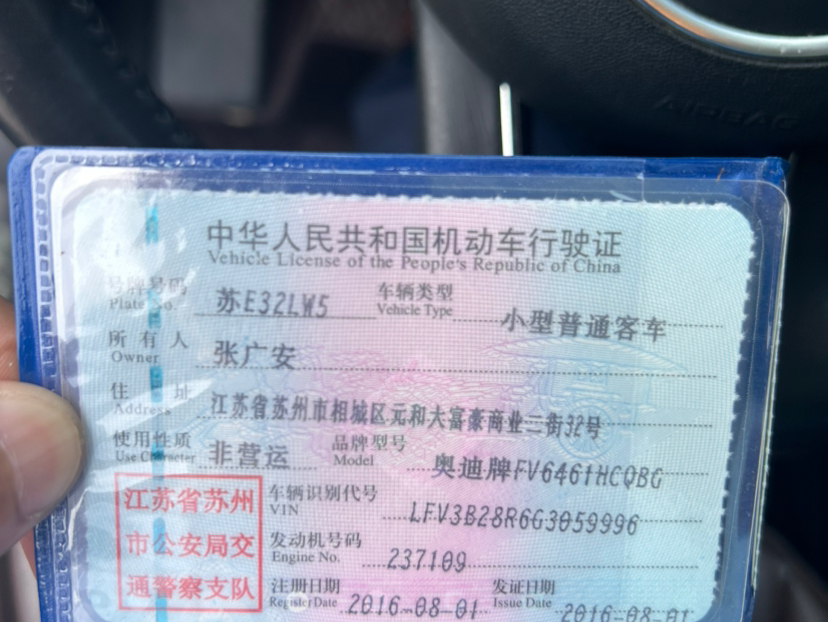 AIRBAG
中华人民共和国机动车行驶证
Vehicle License of the People's Republic of China
号牌号码 苏E32LW5 车辆类型 小型普通客车
Plate No. Vehicle Type
所有人 张广安
Owner
住址 江苏省苏州市相城区元和大富豪商业三街32号
Address
使用性质 非营运 品牌型号 奥迪牌FV6461HCQBG
Use Character Model
江苏省苏州 车辆识别代号 LFV3B28R6G3059996
VIN
市公安局交 发动机号码 237109
Engine No.
通警察支队 注册日期 2016-08-01 发证日期 2016-08-01
Register Date Issue Date